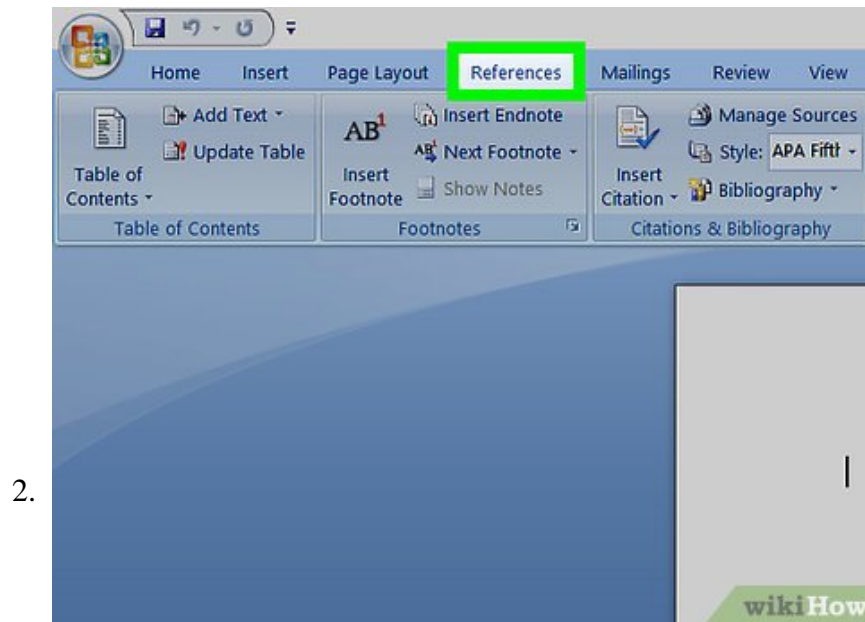 Home Insert Page Layout References Mailings Review View
Table of Contents
Add Text
Update Table
Table of Contents
AB1
Insert Footnote
Insert Endnote
AB1 Next Footnote
Show Notes
Footnotes
Insert Citation
Manage Sources
Style: APA Fifth
Bibliography
Citations & Bibliography
2.
wikiHow